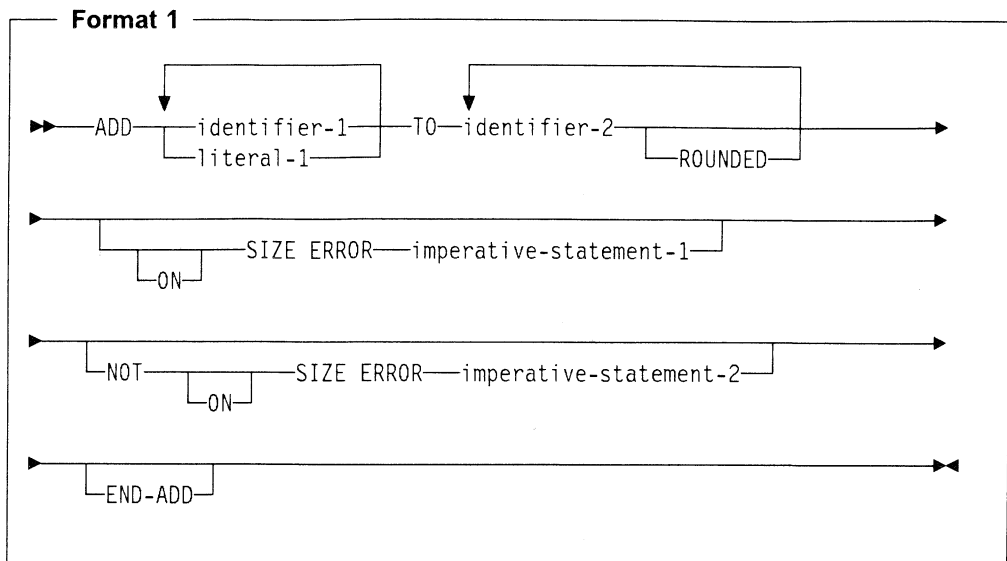 Format 1
ADD identifier-1 TO identifier-2
literal-1 ROUNDED
SIZE ERROR imperative-statement-1
ON
NOT SIZE ERROR imperative-statement-2
ON
END-ADD